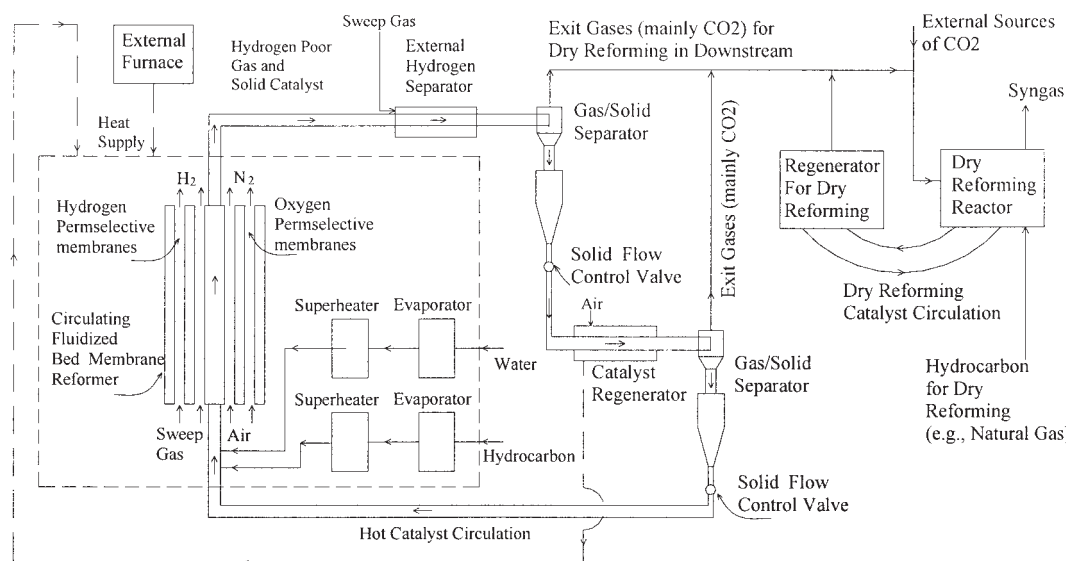 Sweep Gas
Exit Gases (mainly CO2) for
Dry Reforming in Downstream
External Sources
of CO2
External
Furnace
Hydrogen Poor
Gas and
Solid Catalyst
External
Hydrogen
Separator
Syngas
Gas/Solid
Separator
Heat
Supply
Exit Gases (mainly CO2)
Regenerator
For Dry
Reforming
Dry
Reforming
Reactor
H2
N2
Hydrogen
Permselective
membranes
Oxygen
Permselective
membranes
Solid Flow
Control Valve
Dry Reforming
Catalyst Circulation
Circulating
Fluidized
Bed Membrane
Reformer
Superheater
Evaporator
Water
Air
Catalyst
Regenerator
Gas/Solid
Separator
Hydrocarbon
for Dry
Reforming
(e.g., Natural Gas)
Superheater
Evaporator
Hydrocarbon
Sweep
Gas
Air
Solid Flow
Control Valve
Hot Catalyst Circulation